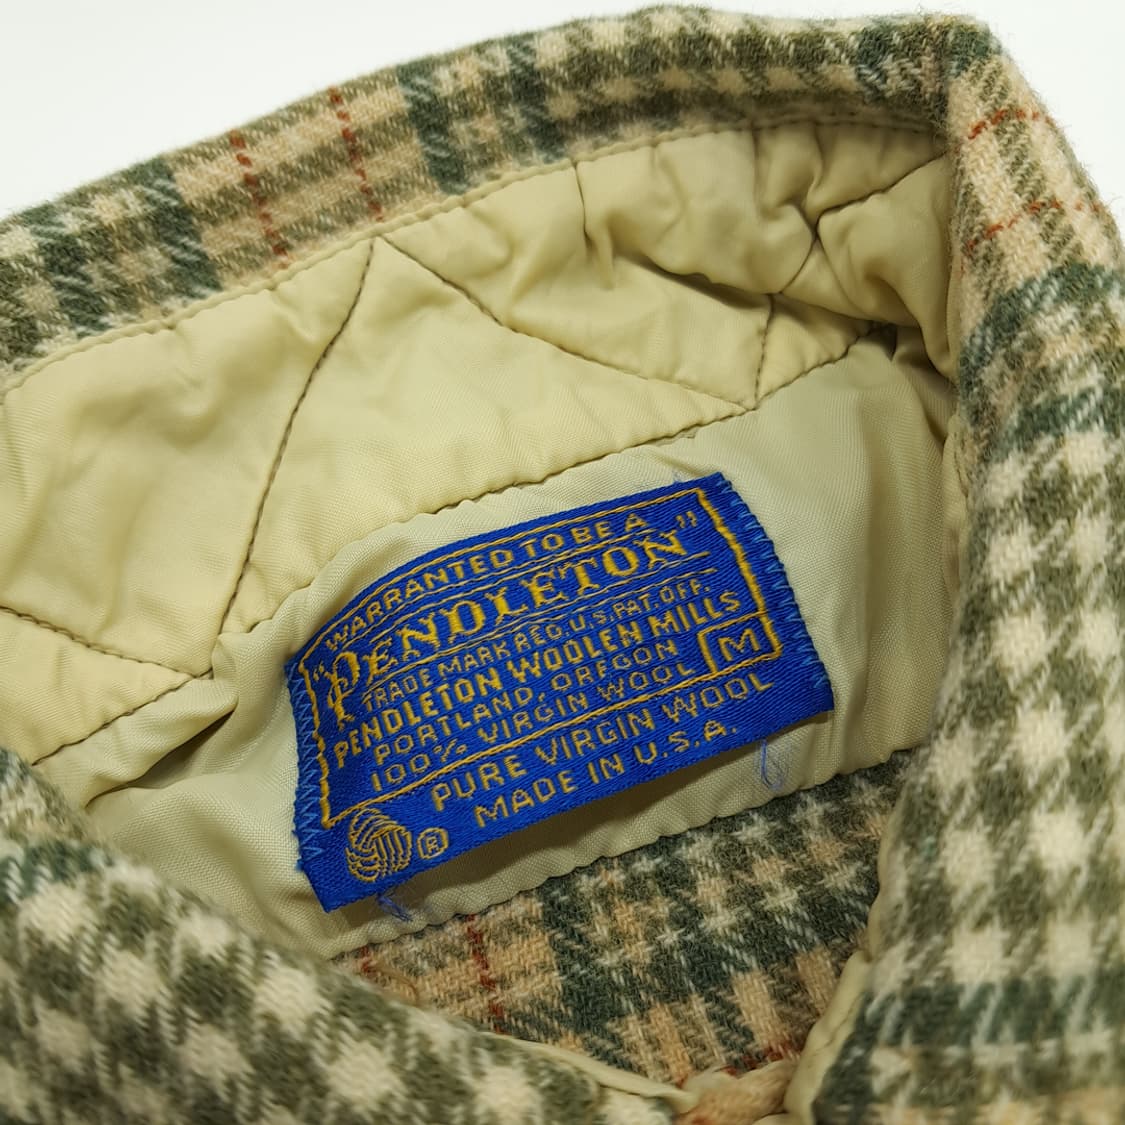 WARRANTED TO BE A
"PENDLETON"
TRADE MARK REG. U.S. PAT. OFF.
PENDLETON WOOLEN MILLS
PORTLAND, OREGON
100% VIRGIN WOOL M
PURE VIRGIN WOOL
® MADE IN U.S.A.